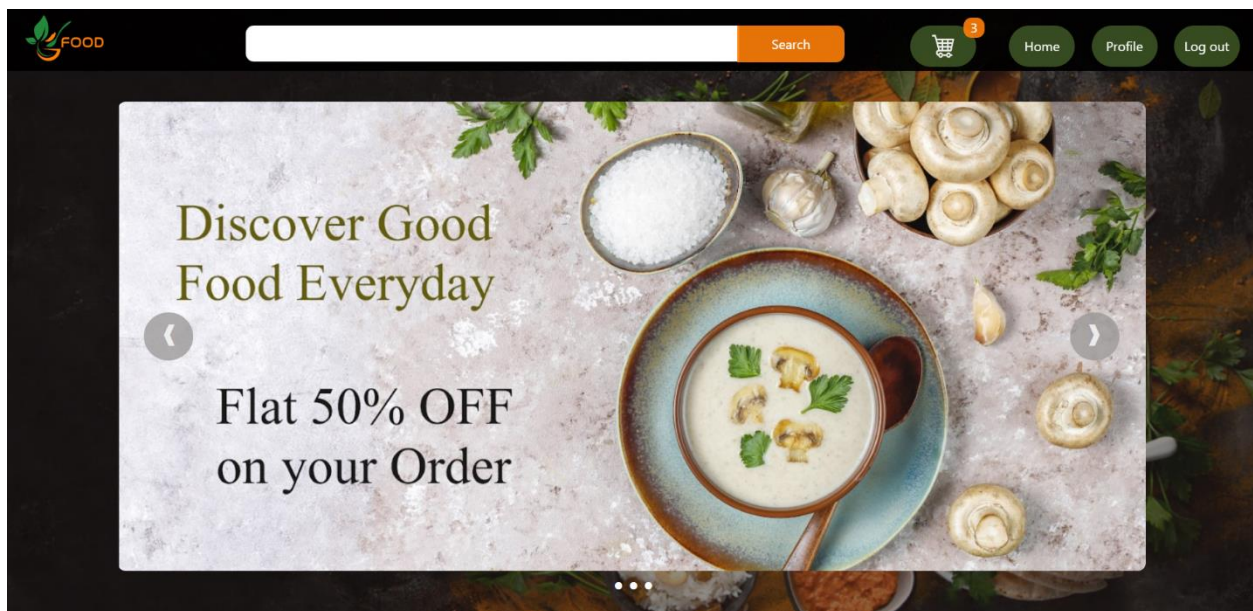 FOOD
Search
3
Home
Profile
Log out
Discover Good
Food Everyday
Flat 50% OFF
on your Order